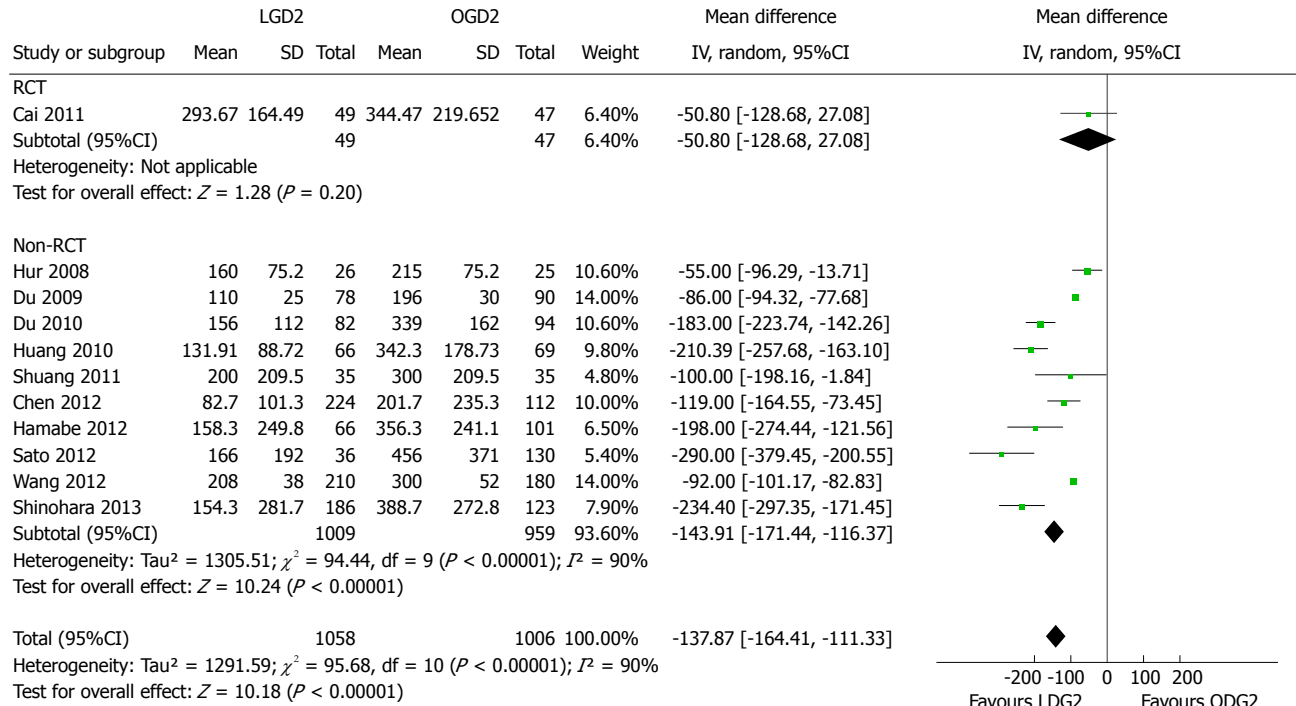 LGD2 OGD2 Mean difference Mean difference
Study or subgroup Mean SD Total Mean SD Total Weight IV, random, 95%CI IV, random, 95%CI
RCT
Cai 2011 293.67 164.49 49 344.47 219.652 47 6.40% -50.80 [-128.68, 27.08]
Subtotal (95%CI) 49 47 6.40% -50.80 [-128.68, 27.08]
Heterogeneity: Not applicable
Test for overall effect: Z = 1.28 (P = 0.20)
Non-RCT
Hur 2008 160 75.2 26 215 75.2 25 10.60% -55.00 [-96.29, -13.71]
Du 2009 110 25 78 196 30 90 14.00% -86.00 [-94.32, -77.68]
Du 2010 156 112 82 339 162 94 10.60% -183.00 [-223.74, -142.26]
Huang 2010 131.91 88.72 66 342.3 178.73 69 9.80% -210.39 [-257.68, -163.10]
Shuang 2011 200 209.5 35 300 209.5 35 4.80% -100.00 [-198.16, -1.84]
Chen 2012 82.7 101.3 224 201.7 235.3 112 10.00% -119.00 [-164.55, -73.45]
Hamabe 2012 158.3 249.8 66 356.3 241.1 101 6.50% -198.00 [-274.44, -121.56]
Sato 2012 166 192 36 456 371 130 5.40% -290.00 [-379.45, -200.55]
Wang 2012 208 38 210 300 52 180 14.00% -92.00 [-101.17, -82.83]
Shinohara 2013 154.3 281.7 186 388.7 272.8 123 7.90% -234.40 [-297.35, -171.45]
Subtotal (95%CI) 1009 959 93.60% -143.91 [-171.44, -116.37]
Heterogeneity: Tau² = 1305.51; χ² = 94.44, df = 9 (P < 0.00001); I² = 90%
Test for overall effect: Z = 10.24 (P < 0.00001)
Total (95%CI) 1058 1006 100.00% -137.87 [-164.41, -111.33]
Heterogeneity: Tau² = 1291.59; χ² = 95.68, df = 10 (P < 0.00001); I² = 90%
Test for overall effect: Z = 10.18 (P < 0.00001)
-200 -100 0 100 200
Favours LDG2 Favours ODG2